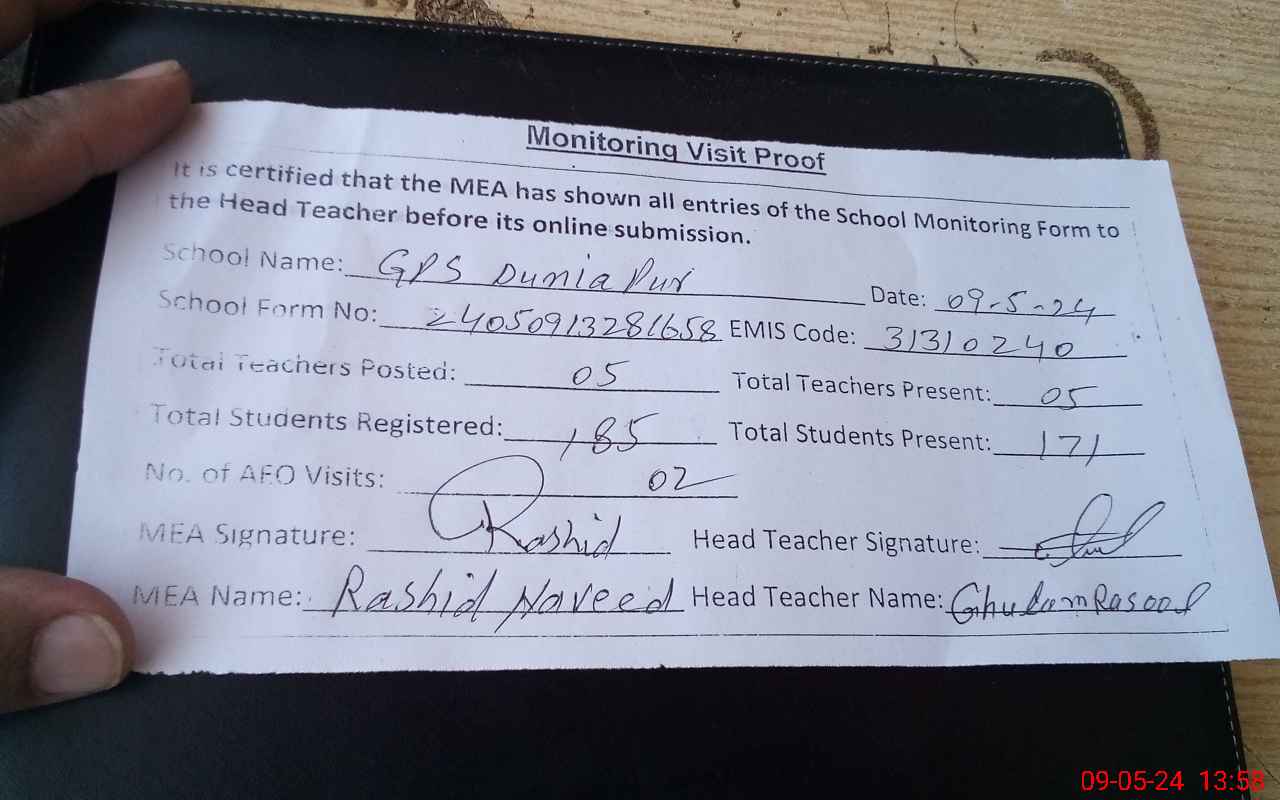 Monitoring Visit Proof
It is certified that the MEA has shown all entries of the School Monitoring Form to
the Head Teacher before its online submission.
School Name: GPS Dunia Pur Date: 09-5-24
School Form No: 24050913281658 EMIS Code: 31310240
Total Teachers Posted: 05 Total Teachers Present: 05
Total Students Registered: 185 Total Students Present: 171
No. of AEO Visits: 02
MEA Signature: Rashid Head Teacher Signature:
MEA Name: Rashid Naveed Head Teacher Name: Ghulam Rasool
09-05-24 13:58